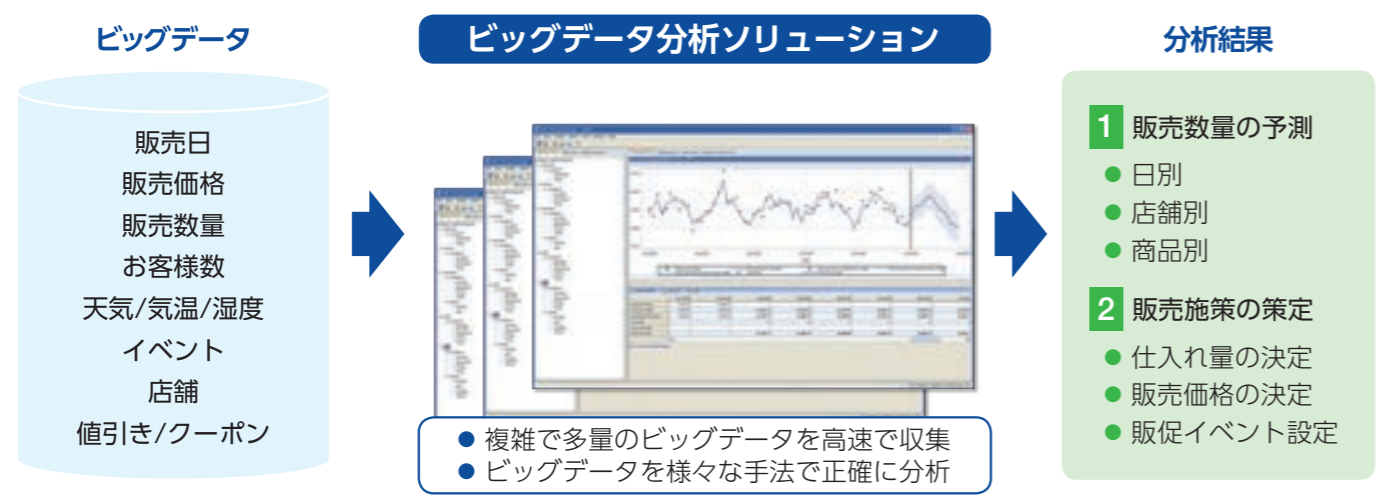 ビッグデータ
販売日
販売価格
販売数量
お客様数
天気/気温/湿度
イベント
店舗
値引き/クーポン
ビッグデータ分析ソリューション
● 複雑で多量のビッグデータを高速で収集
● ビッグデータを様々な手法で正確に分析
分析結果
1 販売数量の予測
● 日別
● 店舗別
● 商品別
2 販売施策の策定
● 仕入れ量の決定
● 販売価格の決定
● 販促イベント設定